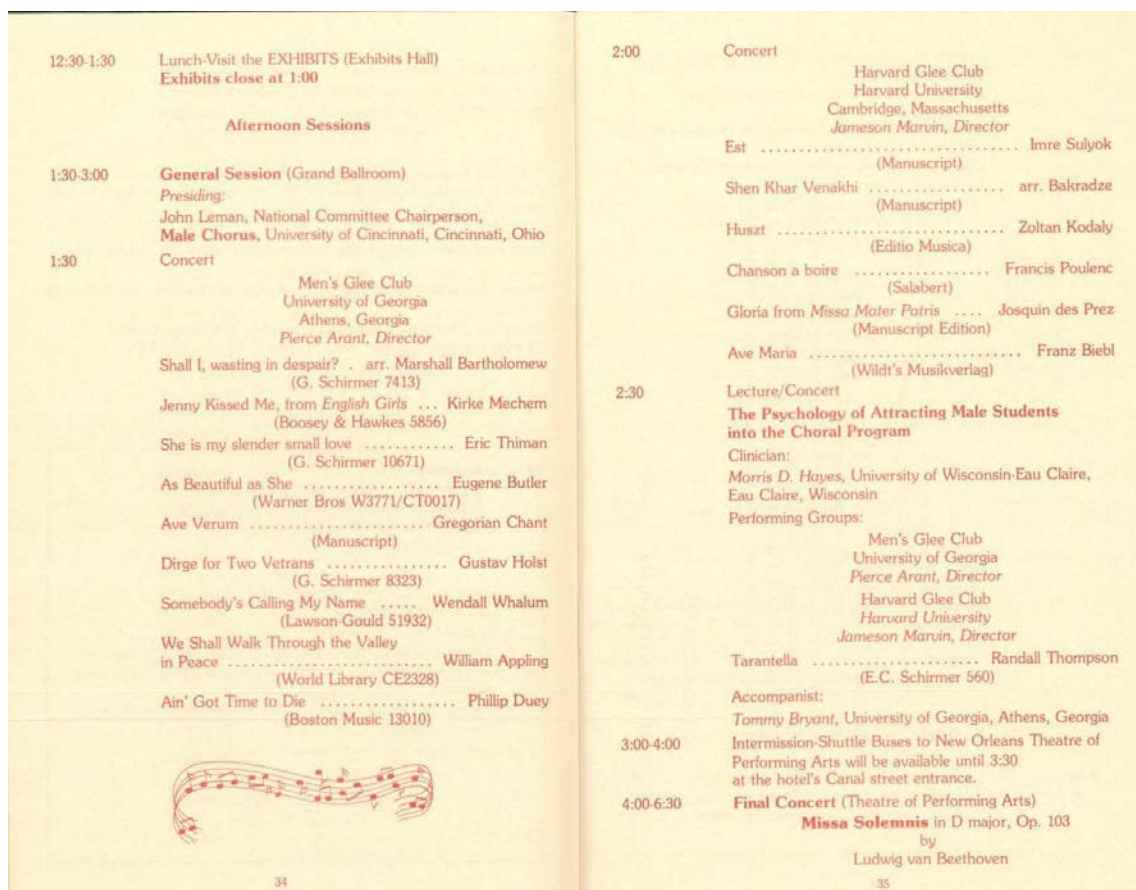 12:30-1:30 Lunch-Visit the EXHIBITS (Exhibits Hall)
Exhibits close at 1:00
Afternoon Sessions
1:30-3:00 General Session (Grand Ballroom)
Presiding:
John Leman, National Committee Chairperson,
Male Chorus, University of Cincinnati, Cincinnati, Ohio
1:30 Concert
Men's Glee Club
University of Georgia
Athens, Georgia
Pierce Arant, Director
Shall I, wasting in despair? . arr. Marshall Bartholomew
(G. Schirmer 7413)
Jenny Kissed Me, from English Girls ... Kirke Mechem
(Boosey & Hawkes 5856)
She is my slender small love ............ Eric Thiman
(G. Schirmer 10671)
As Beautiful as She .................. Eugene Butler
(Warner Bros W3771/CT0017)
Ave Verum ....................... Gregorian Chant
(Manuscript)
Dirge for Two Vetrans ................ Gustav Holst
(G. Schirmer 8323)
Somebody's Calling My Name ..... Wendall Whalum
(Lawson-Gould 51932)
We Shall Walk Through the Valley
in Peace ........................... William Appling
(World Library CE2328)
Ain' Got Time to Die .................. Phillip Duey
(Boston Music 13010)
34
2:00 Concert
Harvard Glee Club
Harvard University
Cambridge, Massachusetts
Jameson Marvin, Director
Est .................................. Imre Sulyok
(Manuscript)
Shen Khar Venakhi .................. arr. Bakradze
(Manuscript)
Huszt ............................... Zoltan Kodaly
(Editio Musica)
Chanson a boire .................. Francis Poulenc
(Salabert)
Gloria from Missa Mater Patris .... Josquin des Prez
(Manuscript Edition)
Ave Maria ............................ Franz Biebl
(Wildt's Musikverlag)
2:30 Lecture/Concert
The Psychology of Attracting Male Students
into the Choral Program
Clinician:
Morris D. Hayes, University of Wisconsin-Eau Claire,
Eau Claire, Wisconsin
Performing Groups:
Men's Glee Club
University of Georgia
Pierce Arant, Director
Harvard Glee Club
Harvard University
Jameson Marvin, Director
Tarantella ...................... Randall Thompson
(E.C. Schirmer 560)
Accompanist:
Tommy Bryant, University of Georgia, Athens, Georgia
3:00-4:00 Intermission-Shuttle Buses to New Orleans Theatre of
Performing Arts will be available until 3:30
at the hotel's Canal street entrance.
4:00-6:30 Final Concert (Theatre of Performing Arts)
Missa Solemnis in D major, Op. 103
by
Ludwig van Beethoven
35